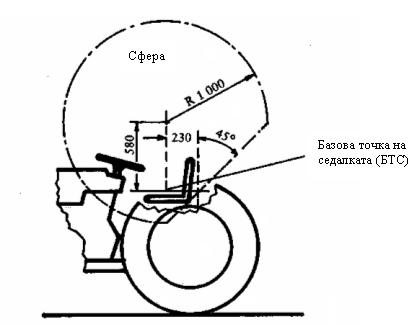 Сфера
R 1 000
580
230
45°
Базова точка на
седалката (БТС)